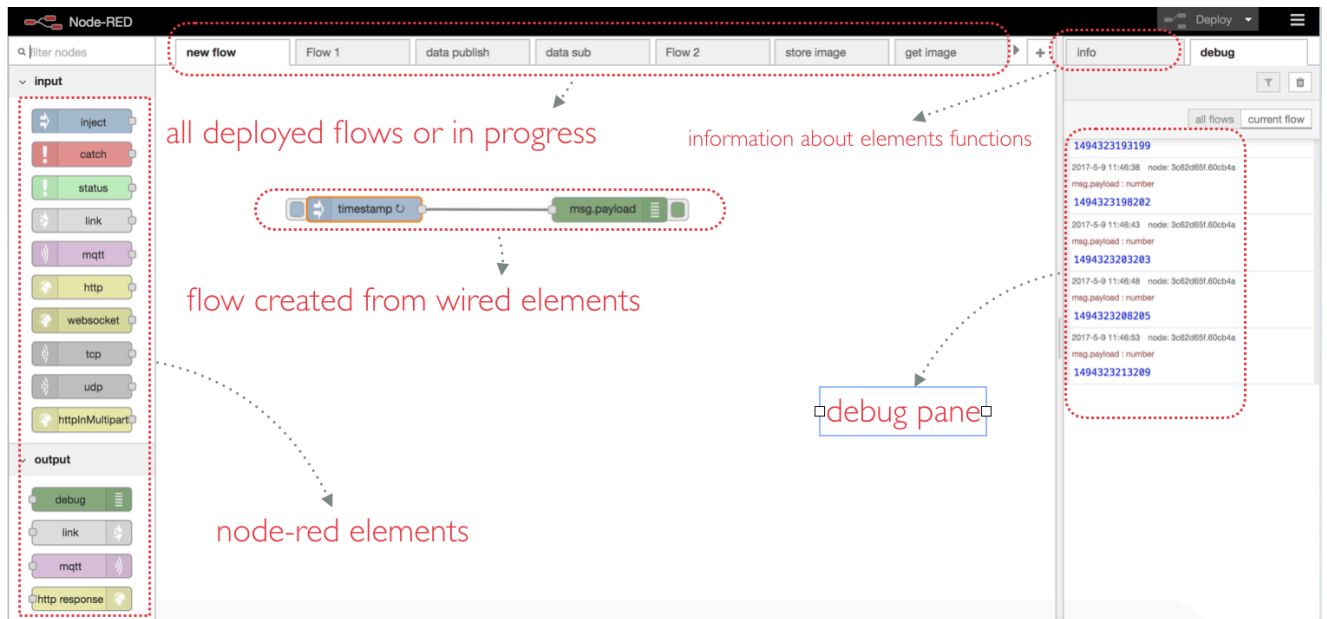 Node-RED
Deploy
filter nodes
new flow
Flow 1
data publish
data sub
Flow 2
store image
get image
+
info
debug
input
inject
catch
status
link
mqtt
http
websocket
tcp
udp
httpInMultipart
output
debug
link
mqtt
http response
all deployed flows or in progress
information about elements functions
timestamp ↻
msg.payload
flow created from wired elements
debug pane
node-red elements
all flows
current flow
1494323193199
2017-5-9 11:46:38 node: 3c62d65f.60cb4a
msg.payload : number
1494323198202
2017-5-9 11:46:43 node: 3c62d65f.60cb4a
msg.payload : number
1494323203203
2017-5-9 11:46:48 node: 3c62d65f.60cb4a
msg.payload : number
1494323208205
2017-5-9 11:46:53 node: 3c62d65f.60cb4a
msg.payload : number
1494323213209